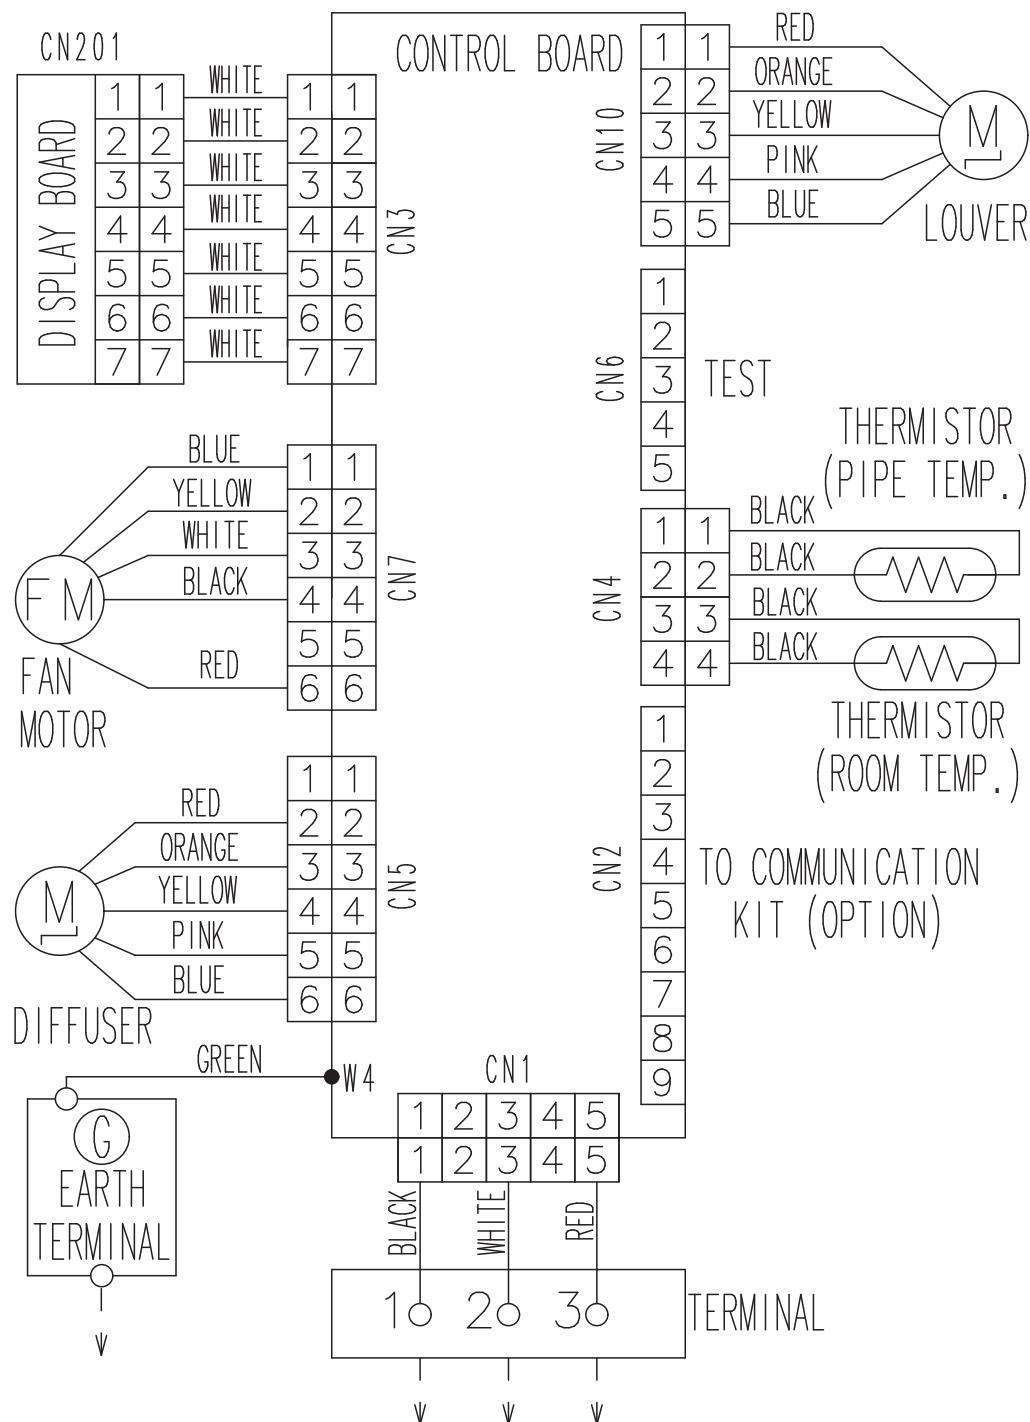 CN201
DISPLAY BOARD
1 1
2 2
3 3
4 4
5 5
6 6
7 7
WHITE
WHITE
WHITE
WHITE
WHITE
WHITE
WHITE
1 1
2 2
3 3
4 4
5 5
6 6
7 7
CN3
CONTROL BOARD
CN10
1 1
2 2
3 3
4 4
5 5
RED
ORANGE
YELLOW
PINK
BLUE
M
LOUVER
CN6
1
2
3
4
5
TEST
BLUE
YELLOW
WHITE
BLACK
RED
FM
FAN
MOTOR
1 1
2 2
3 3
4 4
5 5
6 6
CN7
THERMISTOR
(PIPE TEMP.)
CN4
1 1
2 2
3 3
4 4
BLACK
BLACK
BLACK
BLACK
THERMISTOR
(ROOM TEMP.)
RED
ORANGE
YELLOW
PINK
BLUE
M
DIFFUSER
1 1
2 2
3 3
4 4
5 5
6 6
CN5
CN2
1
2
3
4
5
6
7
8
9
TO COMMUNICATION
KIT (OPTION)
GREEN
W4
G
EARTH
TERMINAL
CN1
1 2 3 4 5
1 2 3 4 5
BLACK
WHITE
RED
1 2 3
TERMINAL